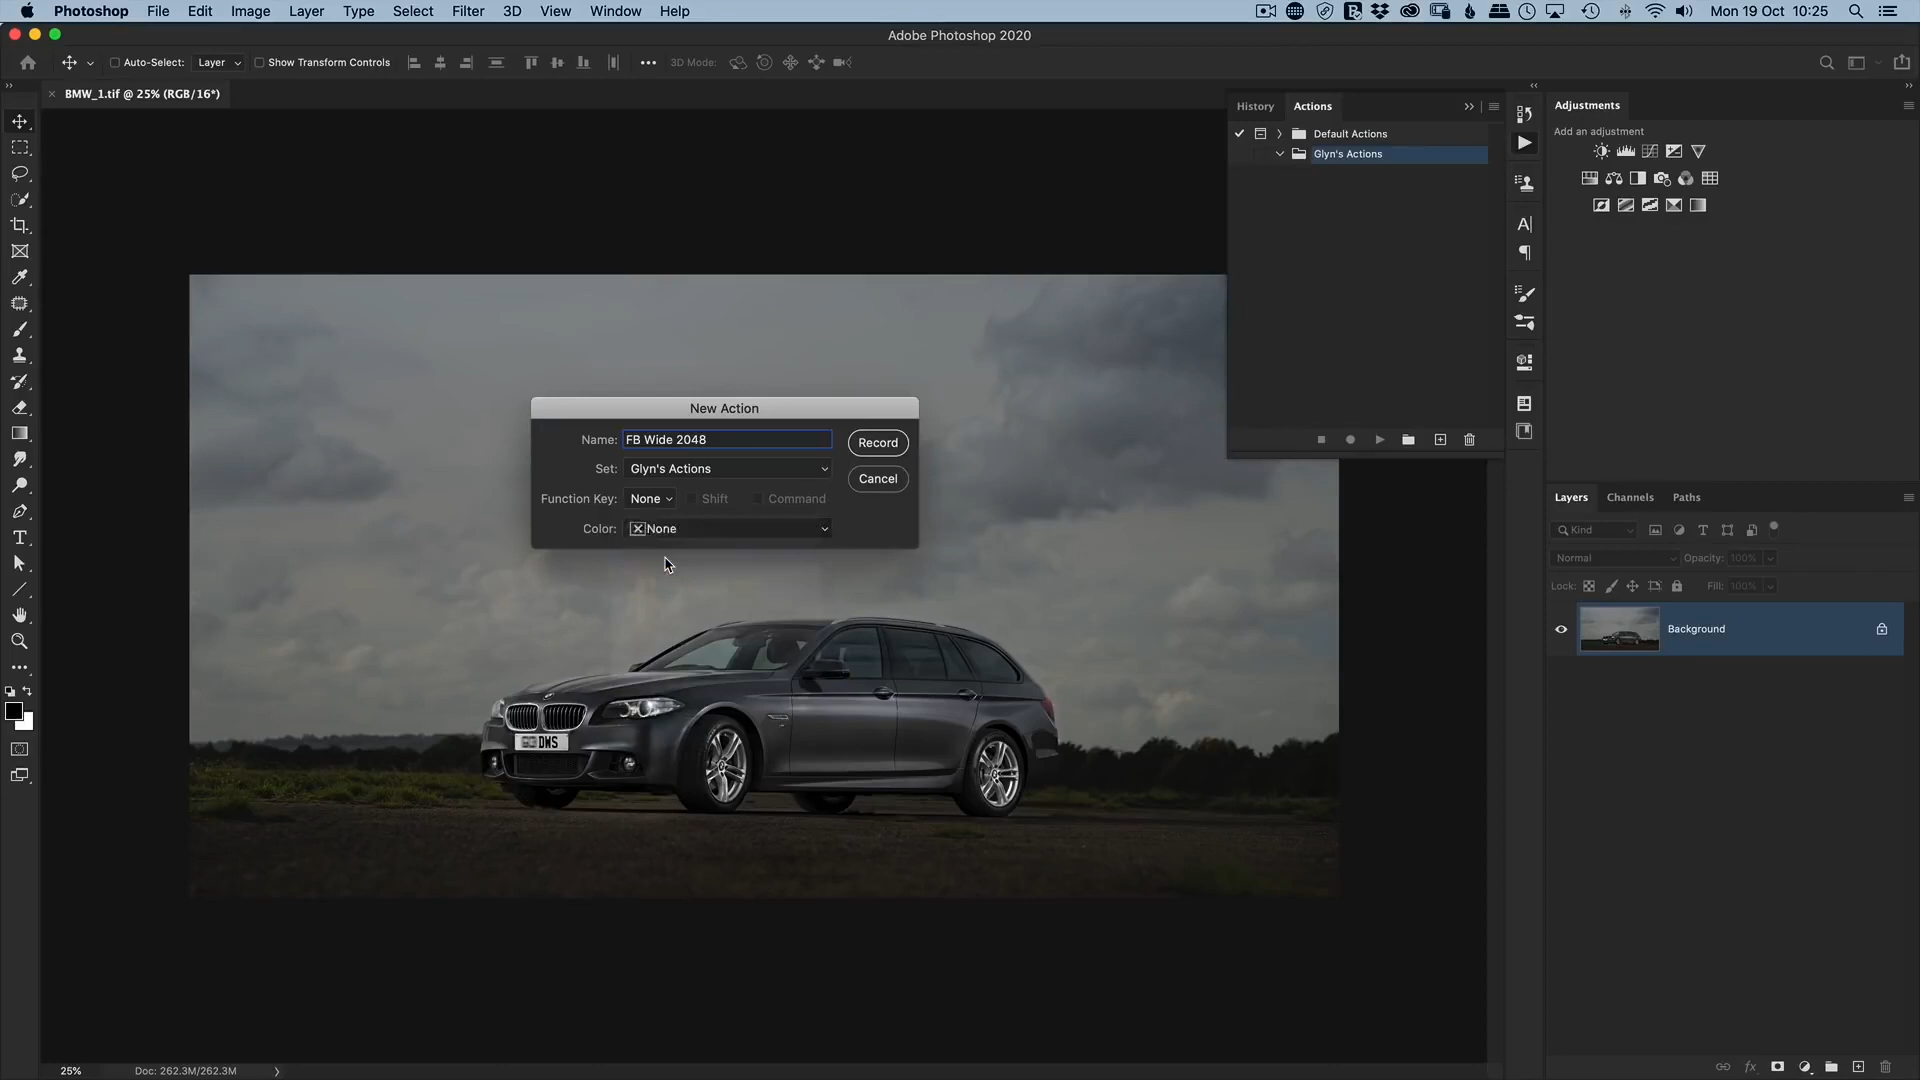 Photoshop File Edit Image Layer Type Select Filter 3D View Window Help Mon 19 Oct 10:25
Adobe Photoshop 2020
Auto-Select: Layer Show Transform Controls ••• 3D Mode:
× BMW_1.tif @ 25% (RGB/16*)
History Actions
Adjustments
Default Actions
Add an adjustment
Glyn's Actions
New Action
Name: FB Wide 2048
Record
Set: Glyn's Actions
Cancel
Function Key: None Shift Command
Color: None
Layers Channels Paths
Kind
Normal Opacity: 100%
Lock: Fill: 100%
Background
DWS
25% Doc: 262.3M/262.3M